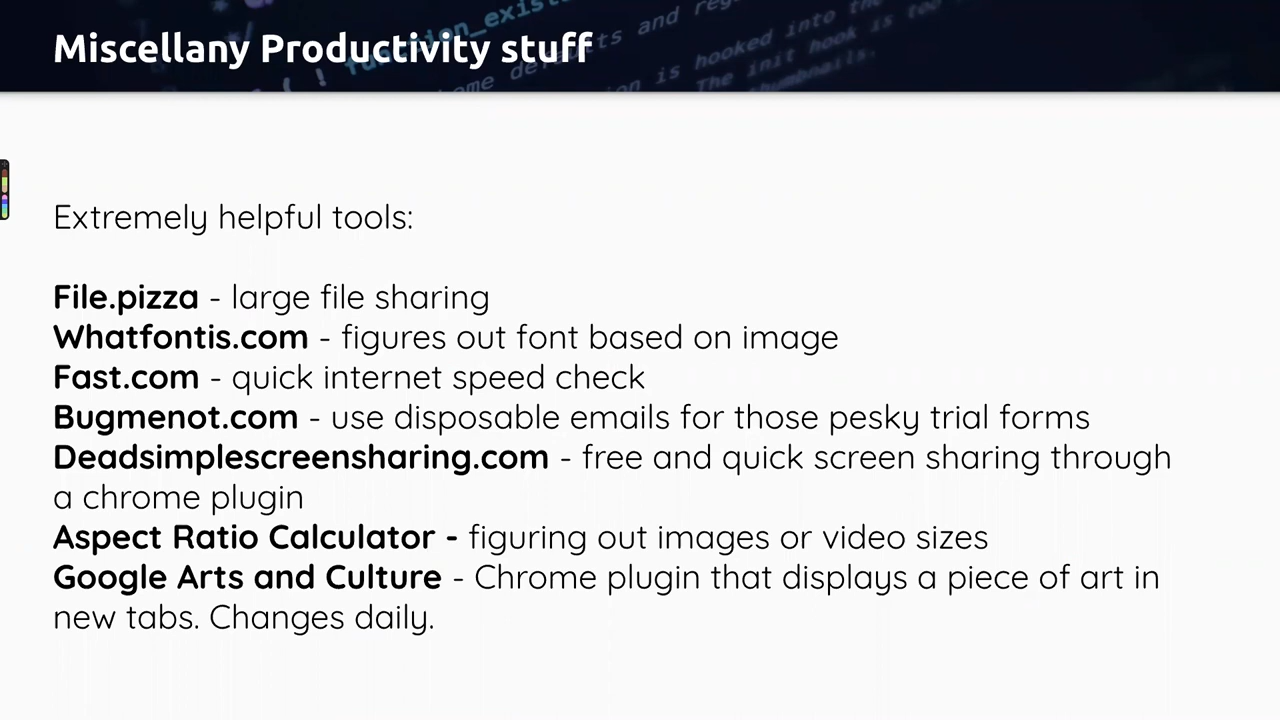 Miscellany Productivity stuff
Extremely helpful tools:
File.pizza - large file sharing
Whatfontis.com - figures out font based on image
Fast.com - quick internet speed check
Bugmenot.com - use disposable emails for those pesky trial forms
Deadsimplescreensharing.com - free and quick screen sharing through
a chrome plugin
Aspect Ratio Calculator - figuring out images or video sizes
Google Arts and Culture - Chrome plugin that displays a piece of art in
new tabs. Changes daily.